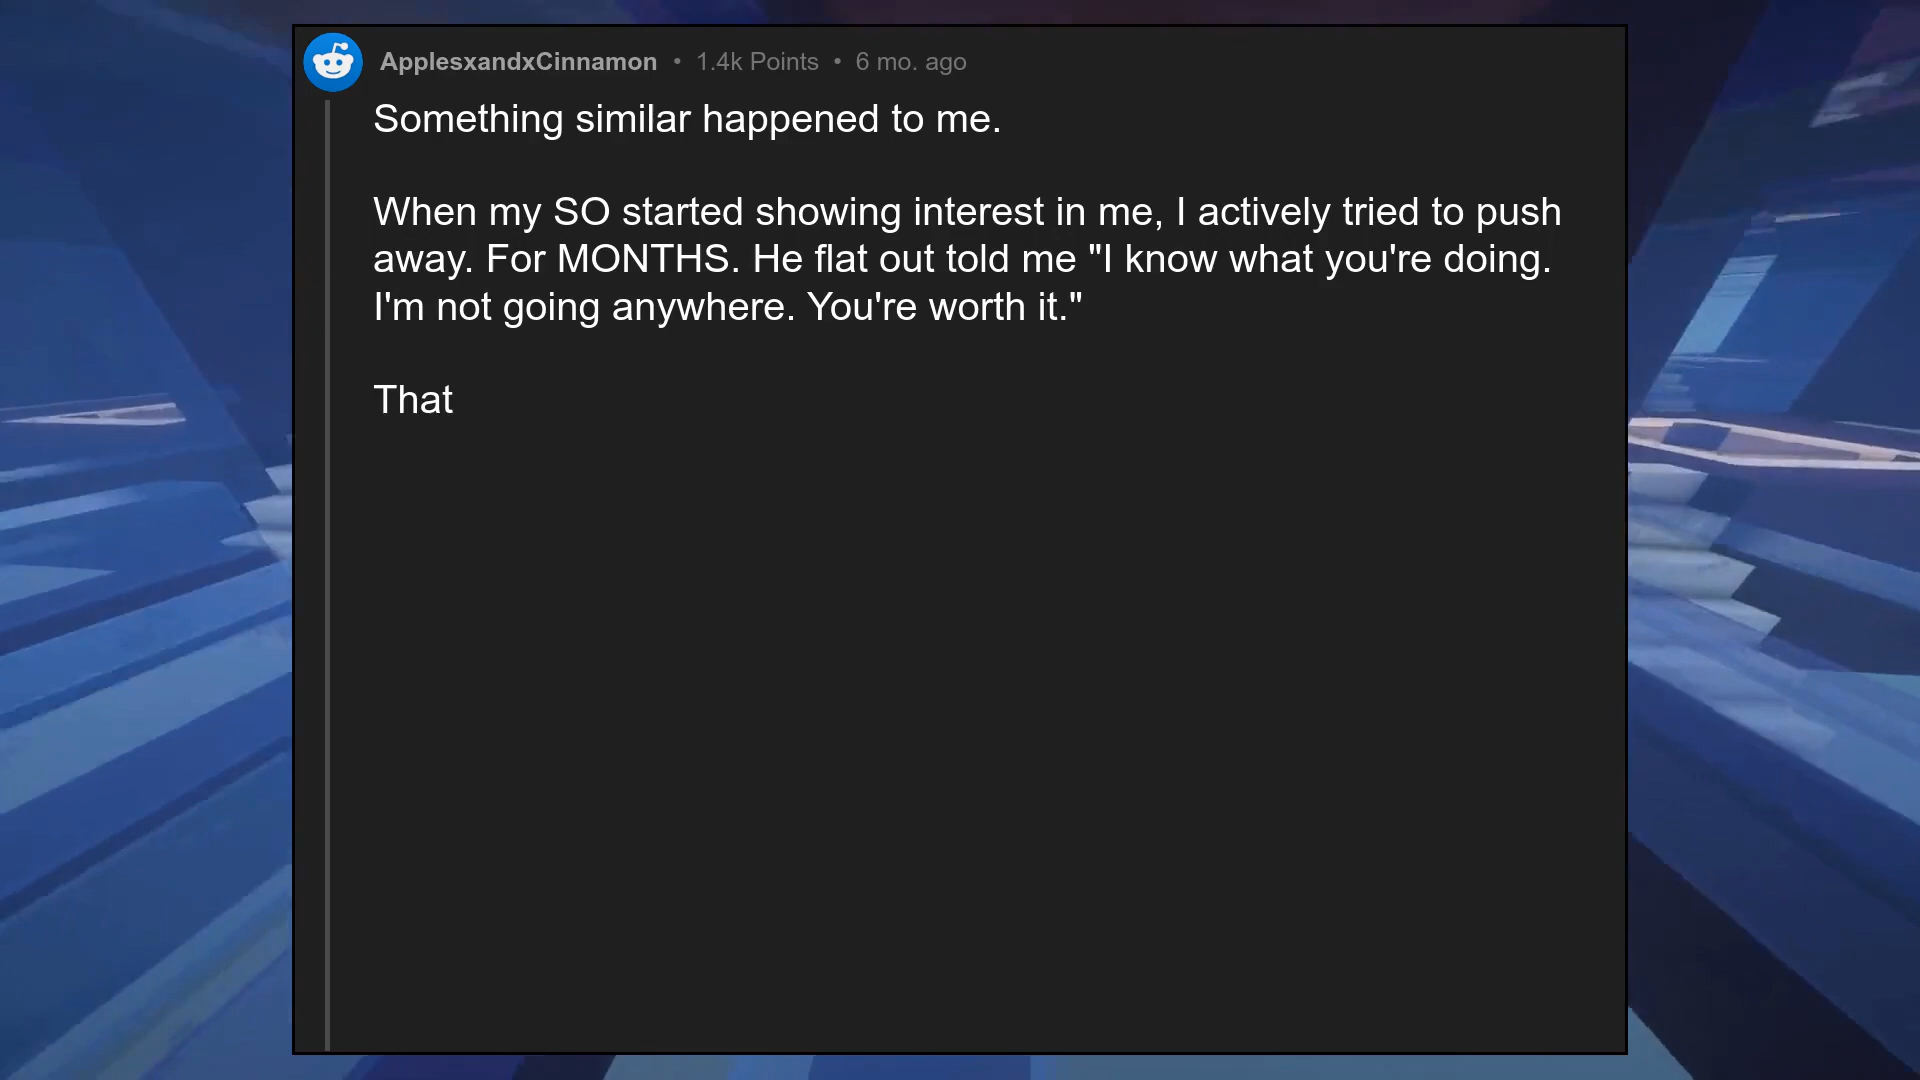 ApplesxandxCinnamon • 1.4k Points • 6 mo. ago
Something similar happened to me.
When my SO started showing interest in me, I actively tried to push
away. For MONTHS. He flat out told me "I know what you're doing.
I'm not going anywhere. You're worth it."
That